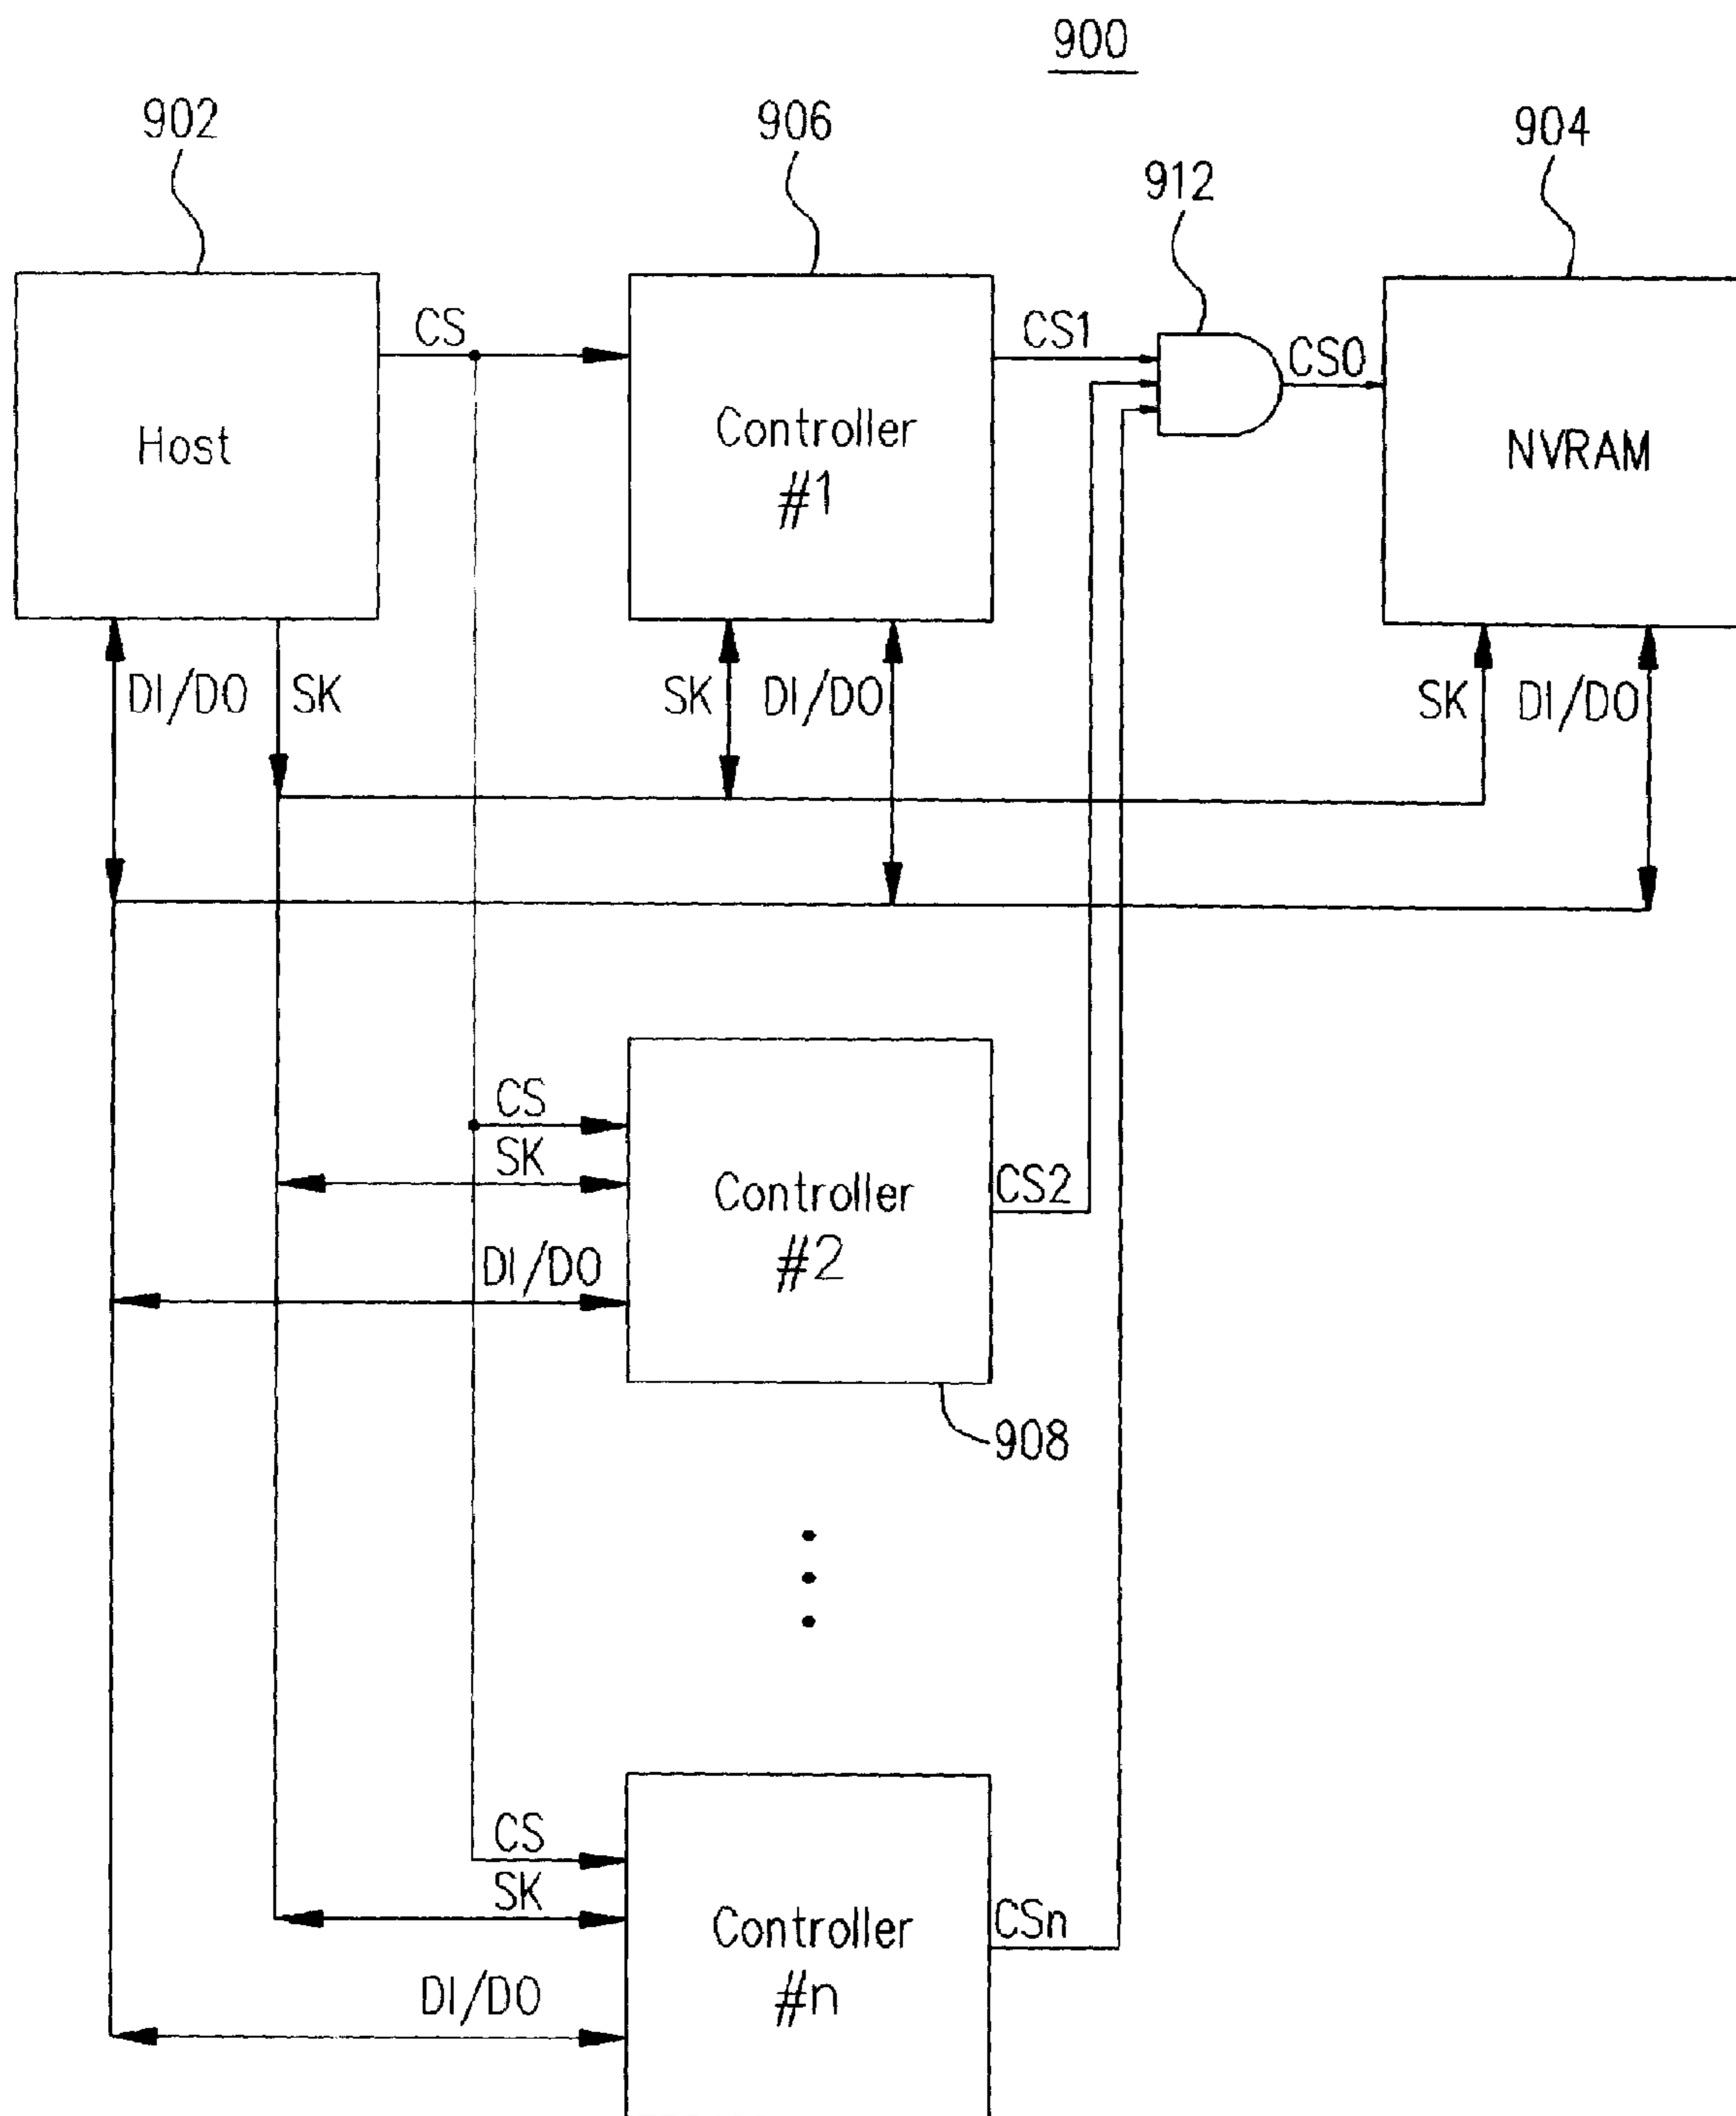 900
902
906
904
912
CS
CS1
CS0
Host
Controller
#1
NVRAM
DI/DO
SK
SK
DI/DO
SK
DI/DO
CS
SK
DI/DO
Controller
#2
CS2
908
CS
SK
DI/DO
Controller
#n
CSn